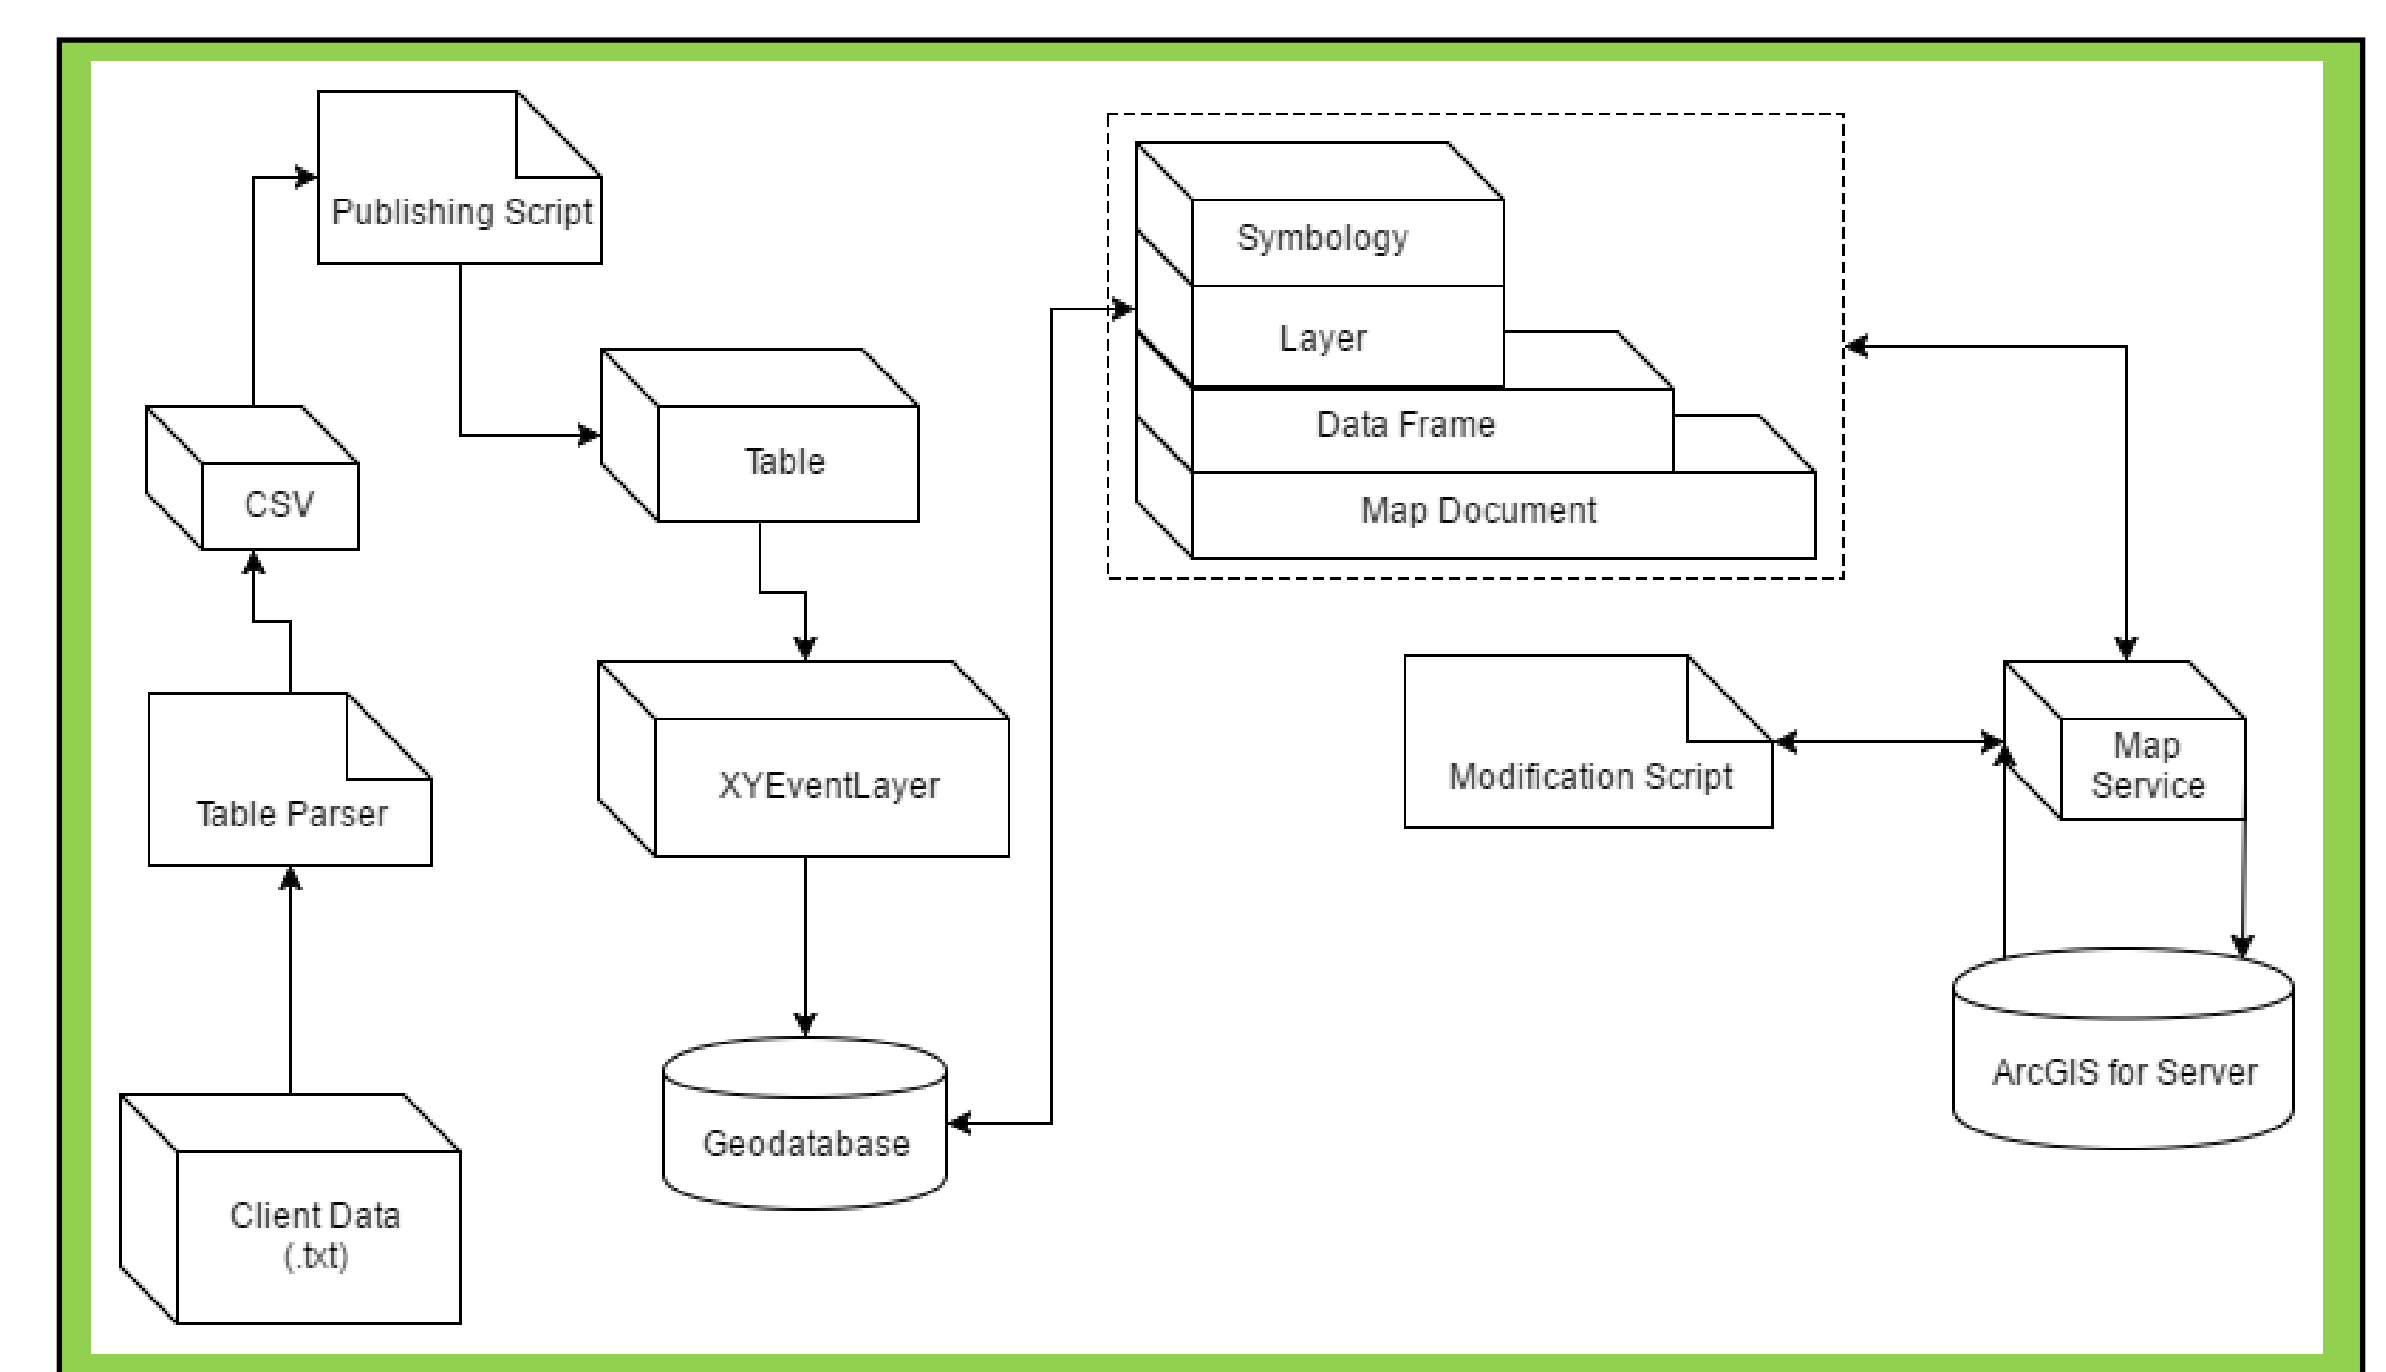 Publishing Script
CSV
Table Parser
Client Data
(.txt)
Table
XYEventLayer
Geodatabase
Symbology
Layer
Data Frame
Map Document
Modification Script
Map
Service
ArcGIS for Server